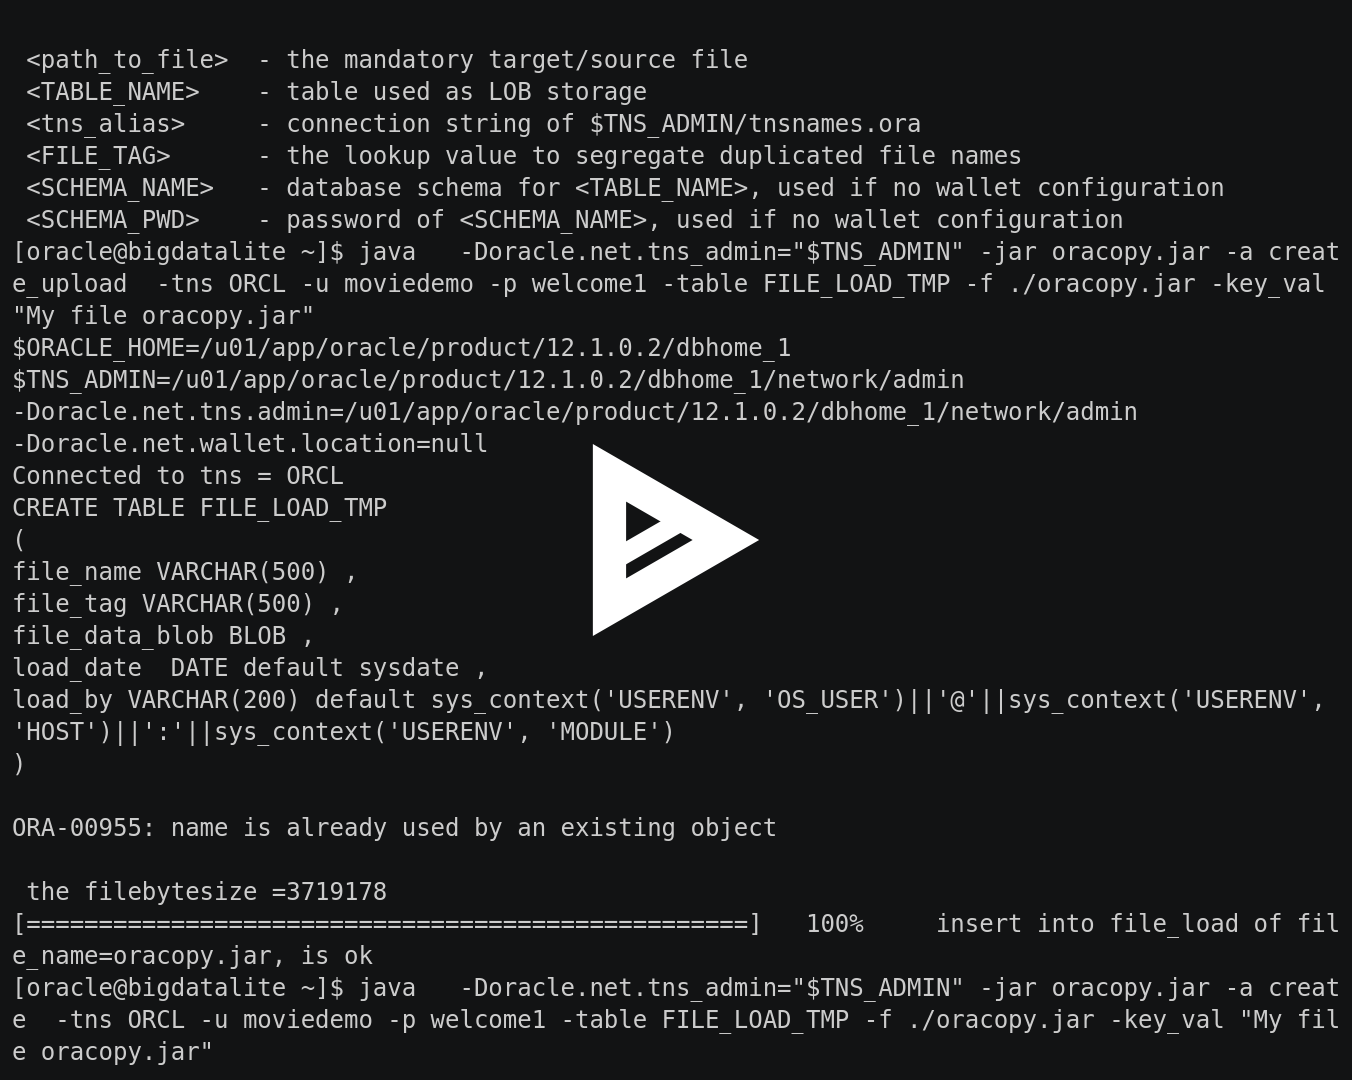 <path_to_file>  - the mandatory target/source file
<TABLE_NAME>    - table used as LOB storage
<tns_alias>     - connection string of $TNS_ADMIN/tnsnames.ora
<FILE_TAG>      - the lookup value to segregate duplicated file names
<SCHEMA_NAME>   - database schema for <TABLE_NAME>, used if no wallet configuration
<SCHEMA_PWD>    - password of <SCHEMA_NAME>, used if no wallet configuration
[oracle@bigdatalite ~]$ java   -Doracle.net.tns_admin="$TNS_ADMIN" -jar oracopy.jar -a creat
e_upload  -tns ORCL -u moviedemo -p welcome1 -table FILE_LOAD_TMP -f ./oracopy.jar -key_val
"My file oracopy.jar"
$ORACLE_HOME=/u01/app/oracle/product/12.1.0.2/dbhome_1
$TNS_ADMIN=/u01/app/oracle/product/12.1.0.2/dbhome_1/network/admin
-Doracle.net.tns.admin=/u01/app/oracle/product/12.1.0.2/dbhome_1/network/admin
-Doracle.net.wallet.location=null
Connected to tns = ORCL
CREATE TABLE FILE_LOAD_TMP
(
file_name VARCHAR(500) ,
file_tag VARCHAR(500) ,
file_data_blob BLOB ,
load_date  DATE default sysdate ,
load_by VARCHAR(200) default sys_context('USERENV', 'OS_USER')||'@'||sys_context('USERENV',
'HOST')||':'||sys_context('USERENV', 'MODULE')
)
ORA-00955: name is already used by an existing object
the filebytesize =3719178
[==================================================]   100%     insert into file_load of fil
e_name=oracopy.jar, is ok
[oracle@bigdatalite ~]$ java   -Doracle.net.tns_admin="$TNS_ADMIN" -jar oracopy.jar -a creat
e  -tns ORCL -u moviedemo -p welcome1 -table FILE_LOAD_TMP -f ./oracopy.jar -key_val "My fil
e oracopy.jar"